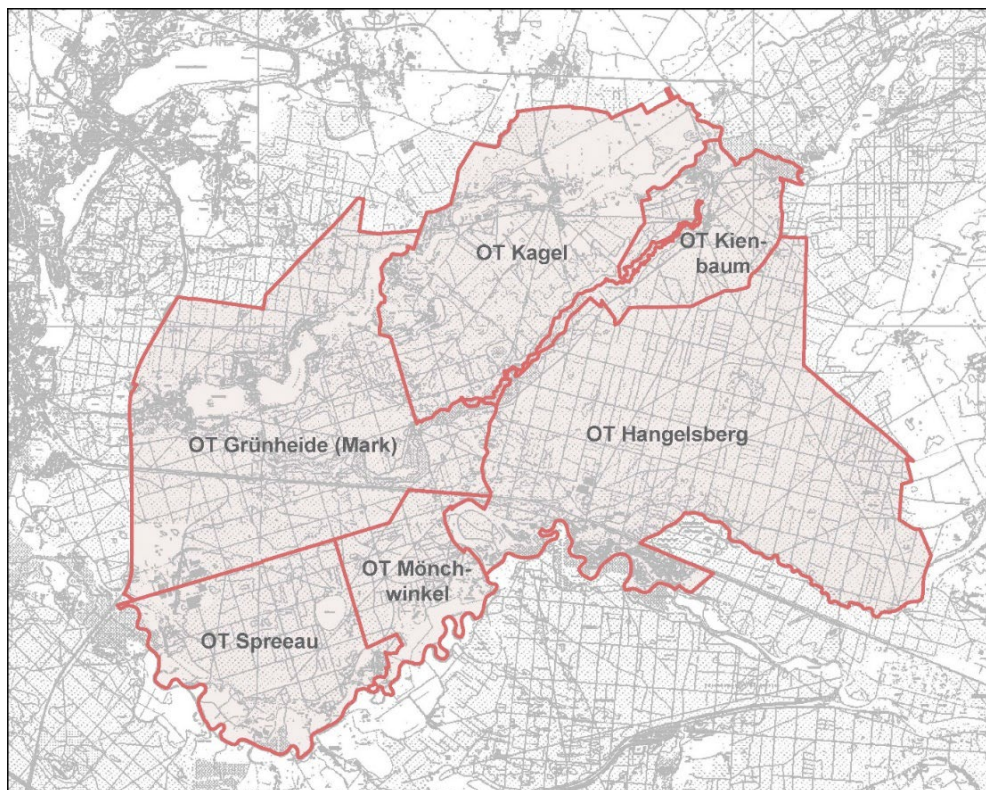 OT Kagel
OT Kien-
baum
OT Grünheide (Mark)
OT Hangelsberg
OT Mönch-
winkel
OT Spreeau